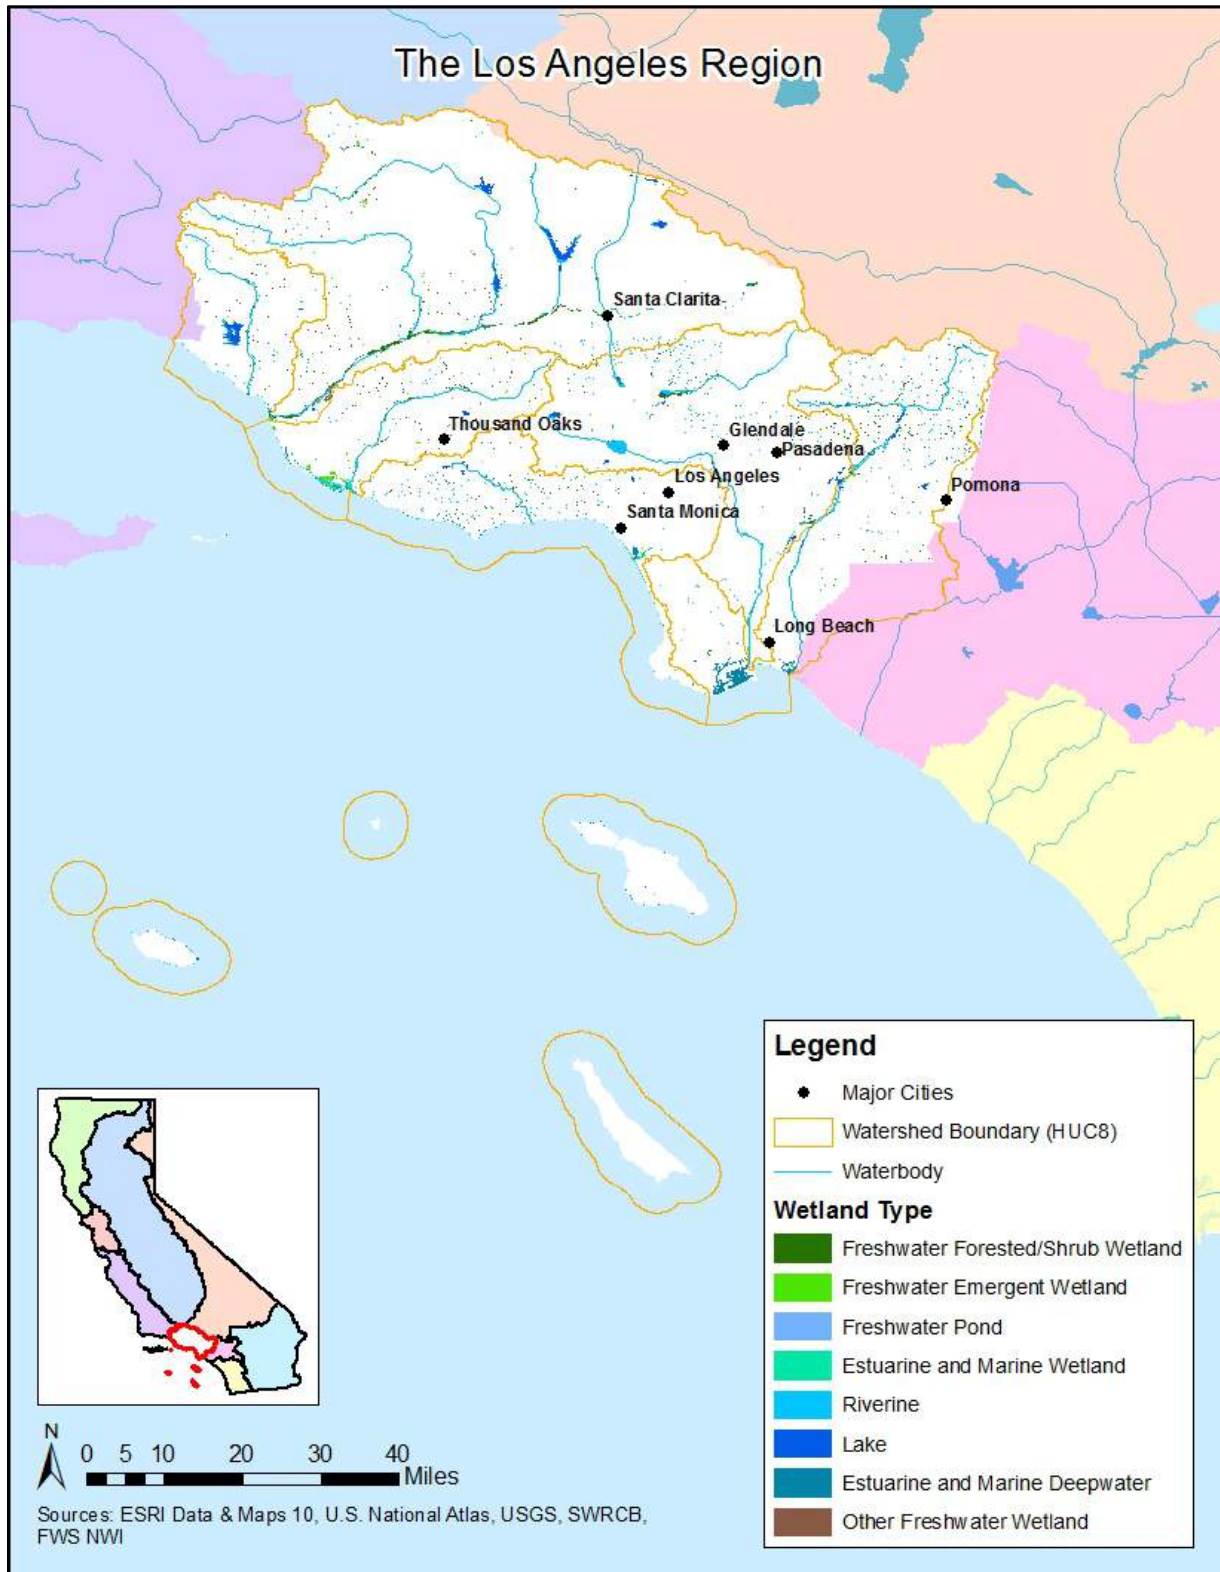 The Los Angeles Region
Santa Clarita
Thousand Oaks
Glendale
Pasadena
Los Angeles
Pomona
Santa Monica
Long Beach
Legend
Major Cities
Watershed Boundary (HUC8)
Waterbody
Wetland Type
Freshwater Forested/Shrub Wetland
Freshwater Emergent Wetland
Freshwater Pond
Estuarine and Marine Wetland
Riverine
Lake
Estuarine and Marine Deepwater
Other Freshwater Wetland
N
0 5 10 20 30 40
Miles
Sources: ESRI Data & Maps 10, U.S. National Atlas, USGS, SWRCB,
FWS NWI